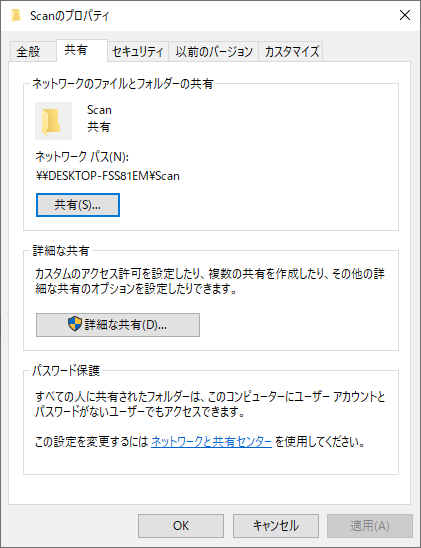 Scanのプロパティ
全般
共有
セキュリティ
以前のバージョン
カスタマイズ
ネットワークのファイルとフォルダーの共有
Scan
共有
ネットワーク パス(N):
¥¥DESKTOP-FSS81EM¥Scan
共有(S)...
詳細な共有
カスタムのアクセス許可を設定したり、複数の共有を作成したり、その他の詳
細な共有のオプションを設定したりできます。
詳細な共有(D)...
パスワード保護
すべての人に共有されたフォルダーは、このコンピューターにユーザー アカウントと
パスワードがないユーザーでもアクセスできます。
この設定を変更するには ネットワークと共有センター を使用してください。
OK
キャンセル
適用(A)